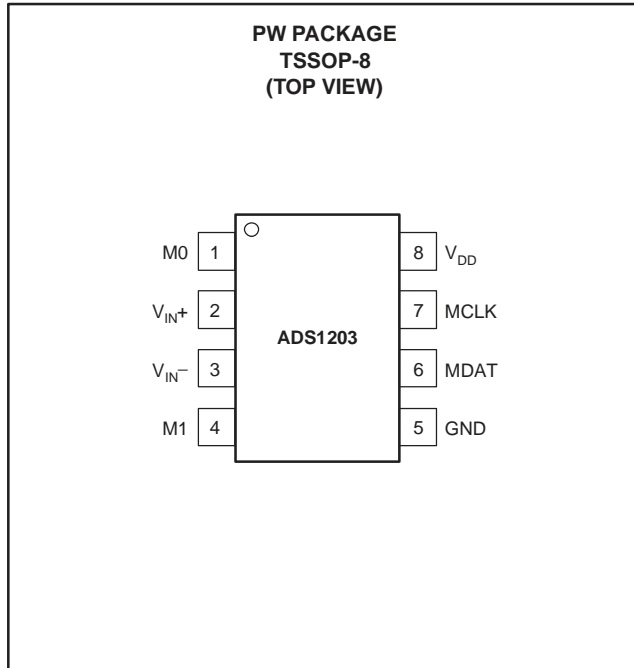 PW PACKAGE
TSSOP-8
(TOP VIEW)
M0 1 8 VDD
VIN+ 2 7 MCLK
ADS1203
VIN− 3 6 MDAT
M1 4 5 GND